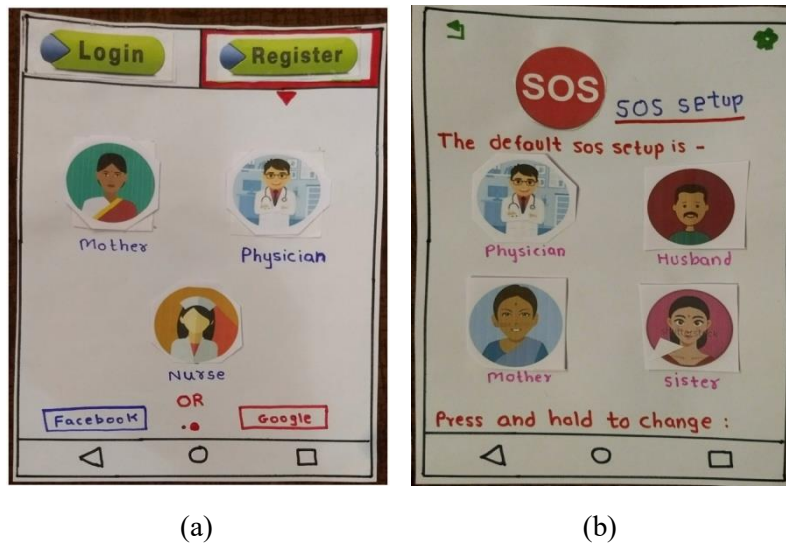 Login
Register
Mother
Physician
Nurse
OR
Facebook
Google
(a)
SOS
SOS setup
The default sos setup is -
Physician
Husband
Mother
sister
Press and hold to change :
(b)